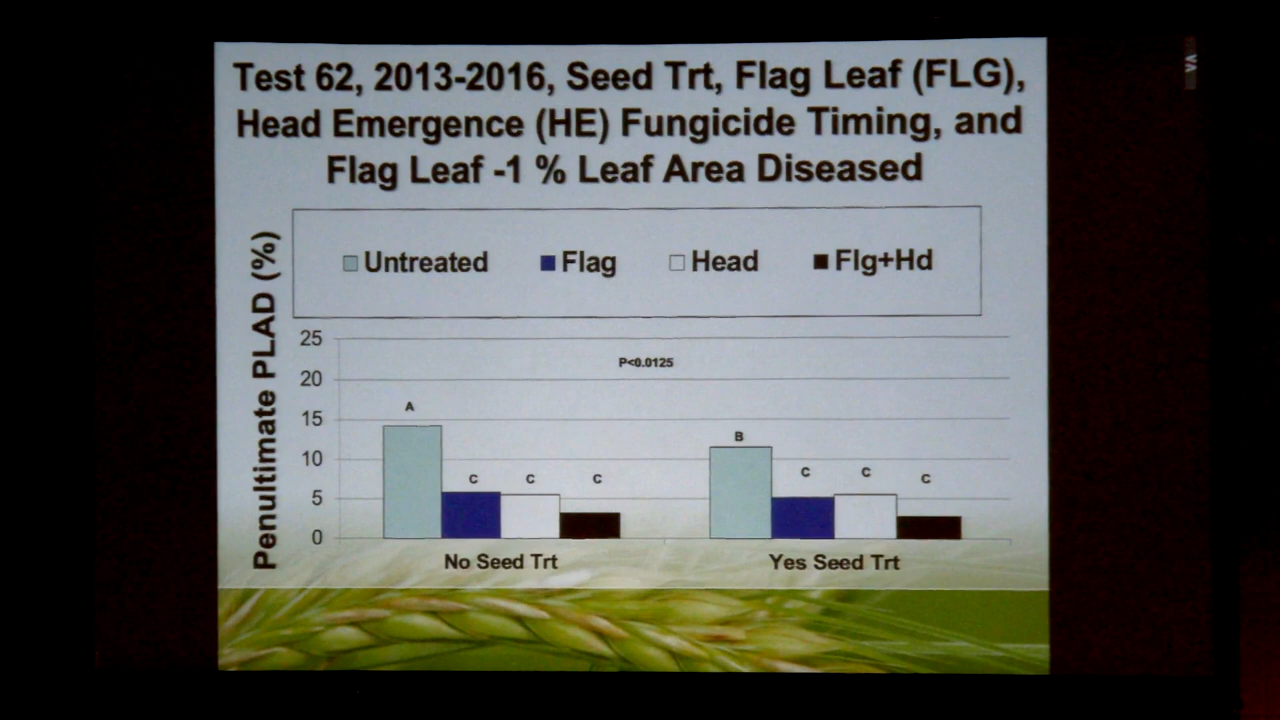 Test 62, 2013-2016, Seed Trt, Flag Leaf (FLG),
Head Emergence (HE) Fungicide Timing, and
Flag Leaf -1 % Leaf Area Diseased
Untreated Flag Head Flg+Hd
Penultimate PLAD (%)
25
P<0.0125
20
A
15
B
10
C C C C C C
5
0
No Seed Trt Yes Seed Trt
VA